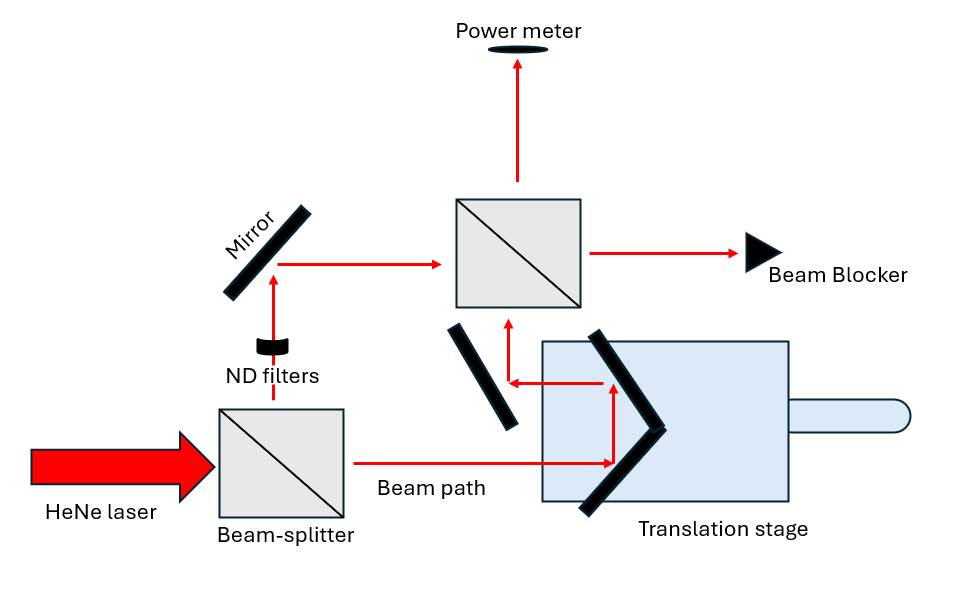 Power meter
Mirror
Beam Blocker
ND filters
Beam path
HeNe laser
Beam-splitter
Translation stage